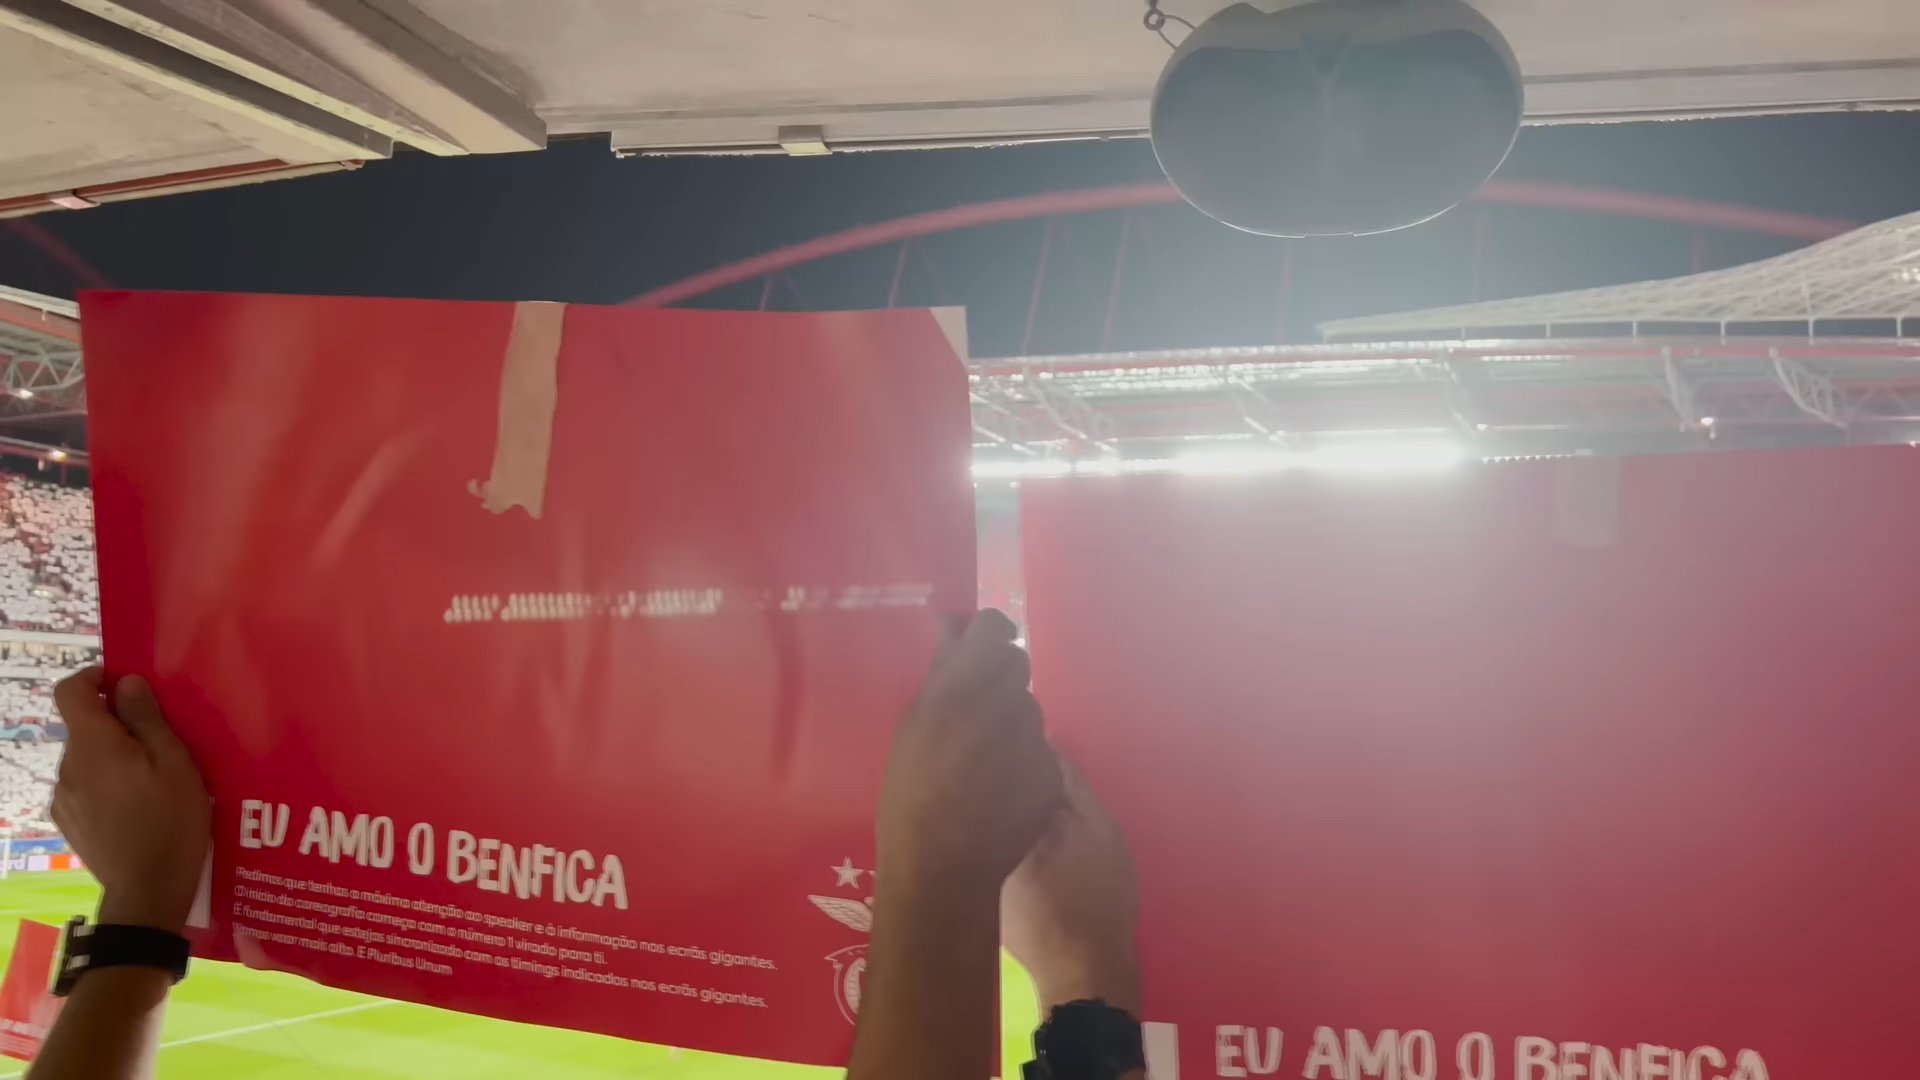 EU AMO O BENFICA
Pedimos que tenhas a máxima atenção ao speaker e à informação nos ecrãs gigantes.
O início da coreografia começa com o número 1 virado para ti.
É fundamental que estejas sincronizado com os timings indicados nos ecrãs gigantes.
Vamos voar mais alto. E Pluribus Unum
EU AMO O BENFICA